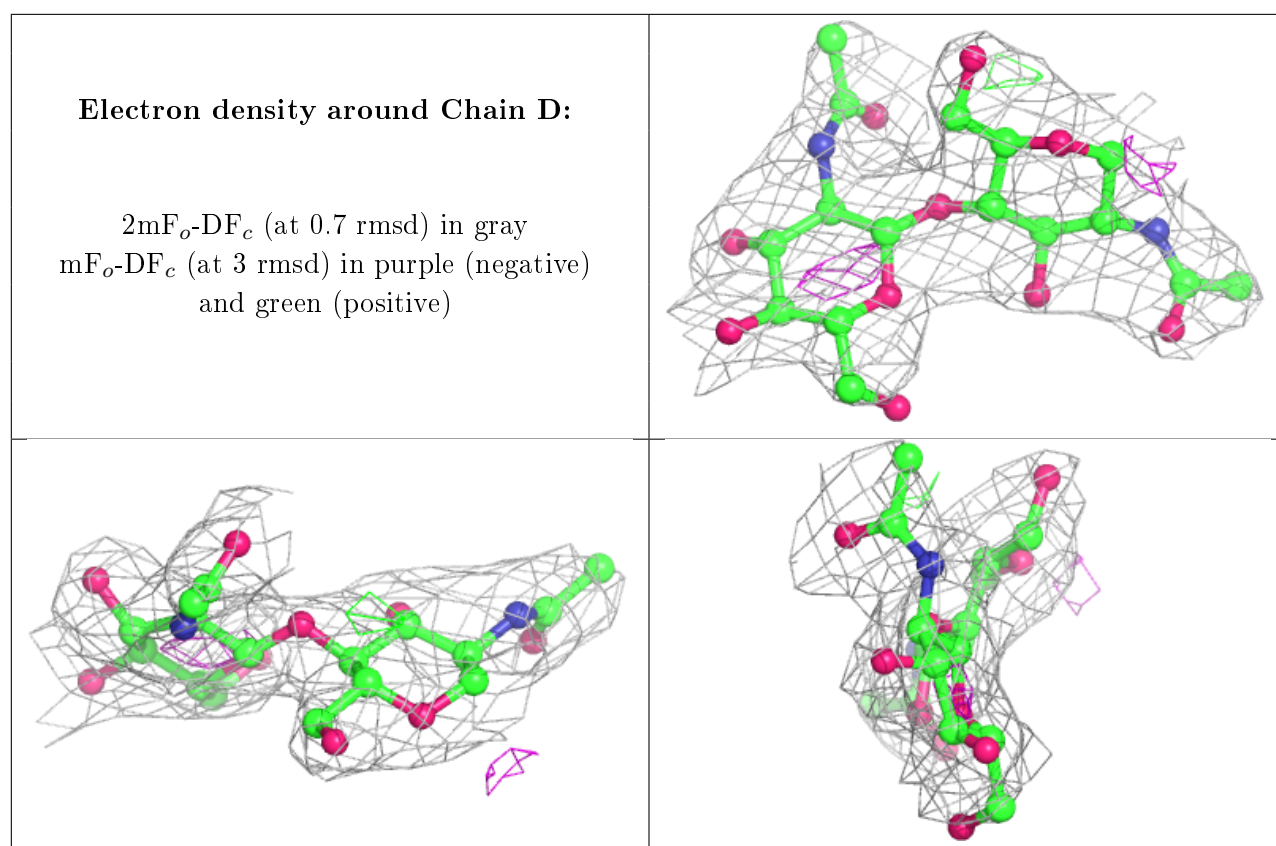 Electron density around Chain D:
2mFₒ-DF𝒸 (at 0.7 rmsd) in gray
mFₒ-DF𝒸 (at 3 rmsd) in purple (negative)
and green (positive)